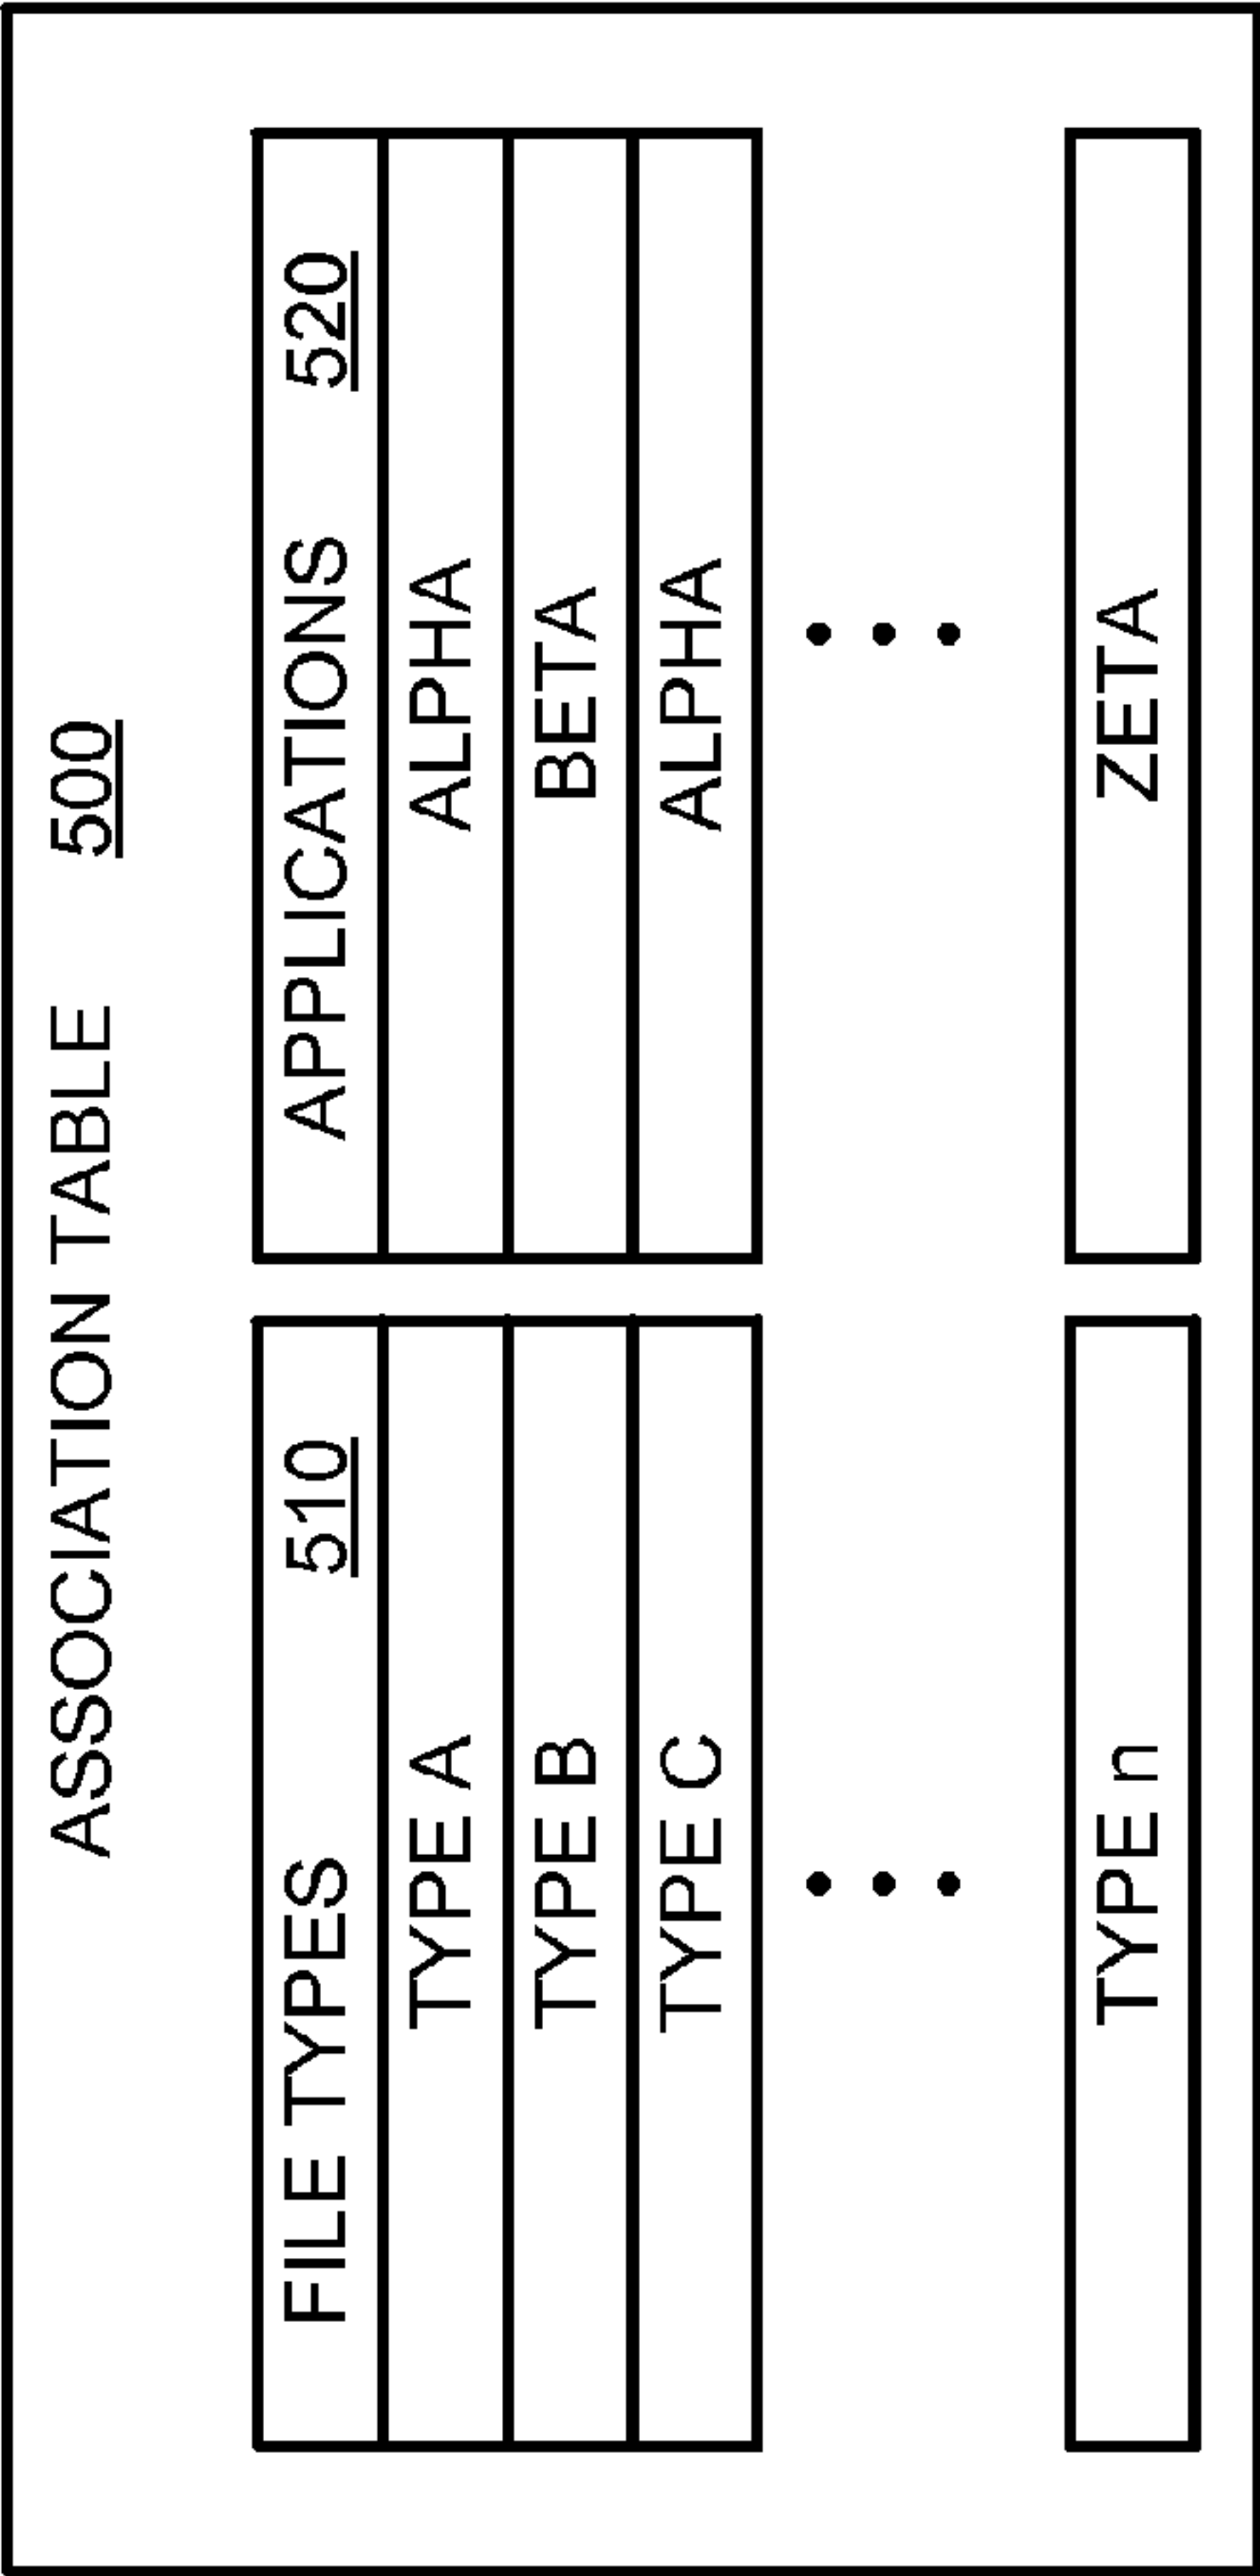 ASSOCIATION TABLE 500
FILE TYPES 510 APPLICATIONS 520
TYPE A ALPHA
TYPE B BETA
TYPE C ALPHA
TYPE n ZETA